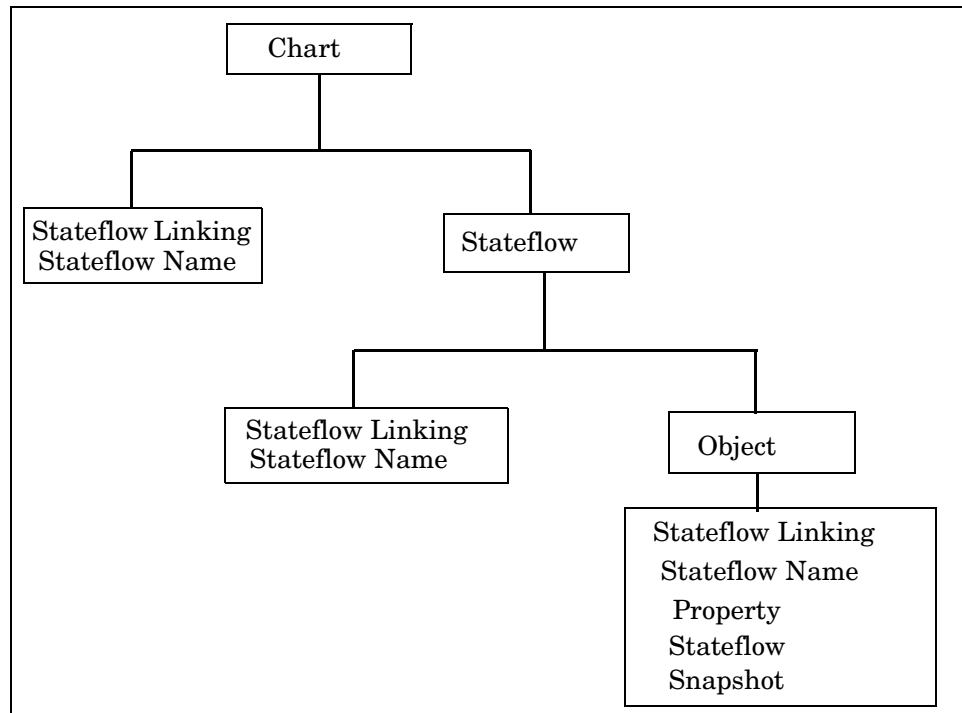 Chart
Stateflow Linking
Stateflow Name
Stateflow
Stateflow Linking
Stateflow Name
Object
Stateflow Linking
Stateflow Name
Property
Stateflow
Snapshot